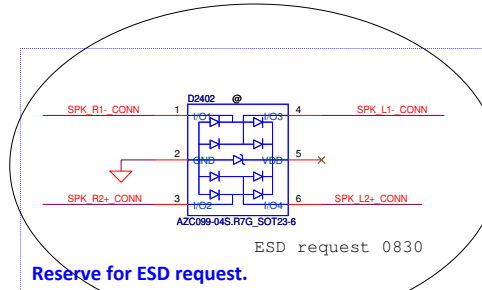 D2402 @
SPK_R1-_CONN 1 I/O1 I/O3 4 SPK_L1-_CONN
2 GND VDD 5
SPK_R2+_CONN 3 I/O2 I/O4 6 SPK_L2+_CONN
AZC099-04S.R7G_SOT23-6
ESD request 0830
Reserve for ESD request.